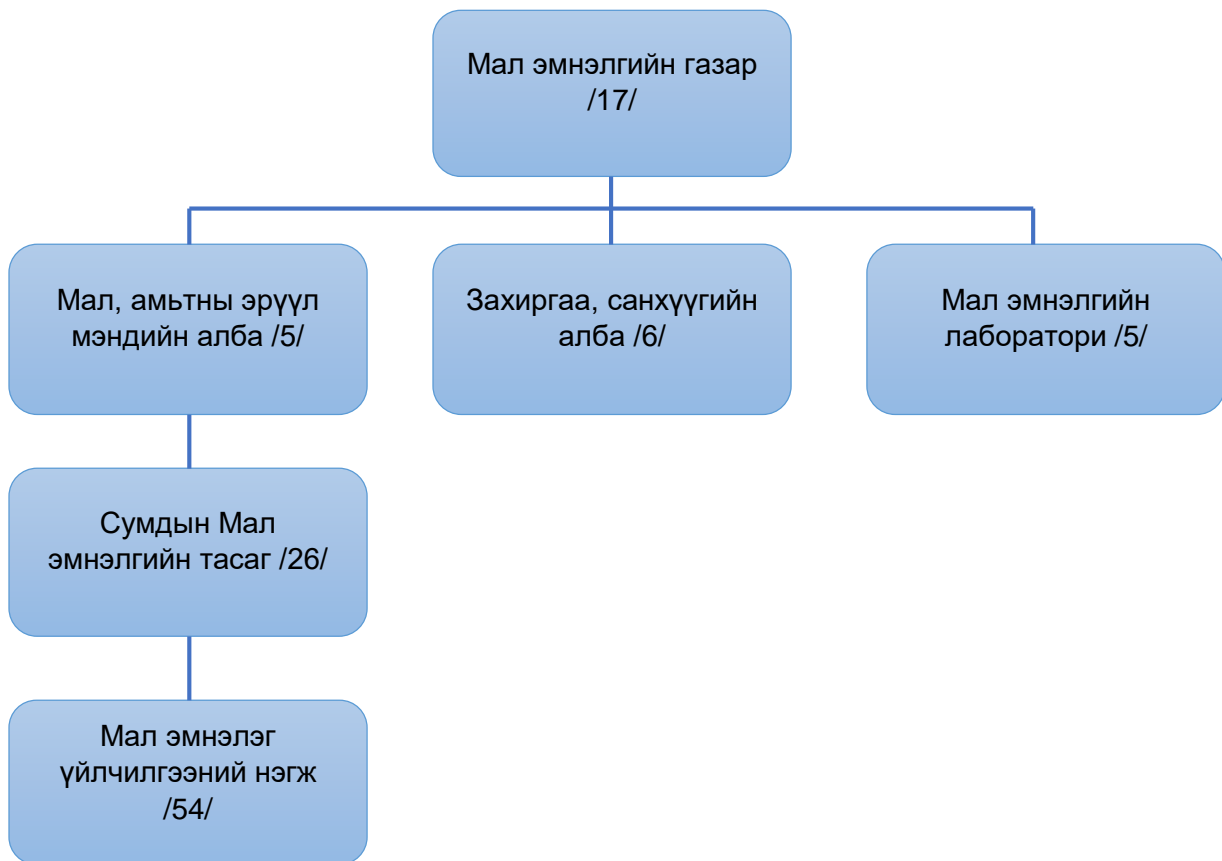 Мал эмнэлгийн газар
/17/
Мал, амьтны эрүүл
мэндийн алба /5/
Захиргаа, санхүүгийн
алба /6/
Мал эмнэлгийн
лаборатори /5/
Сумдын Мал
эмнэлгийн тасаг /26/
Мал эмнэлэг
үйлчилгээний нэгж
/54/